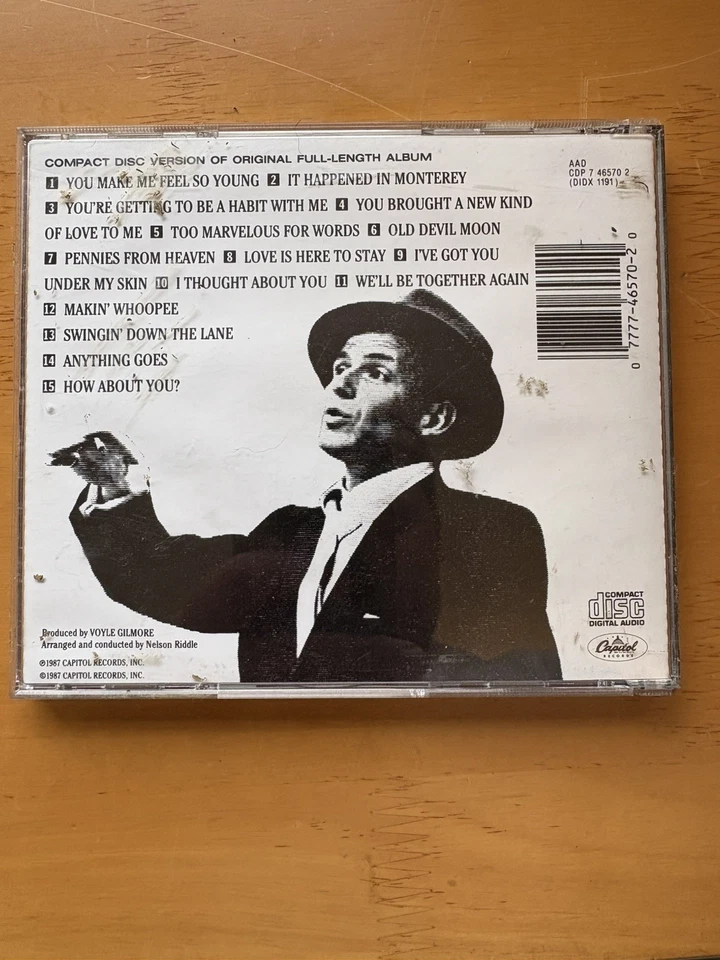 COMPACT DISC VERSION OF ORIGINAL FULL-LENGTH ALBUM
1 YOU MAKE ME FEEL SO YOUNG 2 IT HAPPENED IN MONTEREY
3 YOU'RE GETTING TO BE A HABIT WITH ME 4 YOU BROUGHT A NEW KIND
OF LOVE TO ME 5 TOO MARVELOUS FOR WORDS 6 OLD DEVIL MOON
7 PENNIES FROM HEAVEN 8 LOVE IS HERE TO STAY 9 I'VE GOT YOU
UNDER MY SKIN 10 I THOUGHT ABOUT YOU 11 WE'LL BE TOGETHER AGAIN
12 MAKIN' WHOOPEE
13 SWINGIN' DOWN THE LANE
14 ANYTHING GOES
15 HOW ABOUT YOU?
AAD
CDP 7 46570 2
(DIDX 1191)
0 7777-46570-2 0
Produced by VOYLE GILMORE
Arranged and conducted by Nelson Riddle
℗1987 CAPITOL RECORDS, INC.
©1987 CAPITOL RECORDS, INC.
COMPACT
disc
DIGITAL AUDIO
Capitol
RECORDS